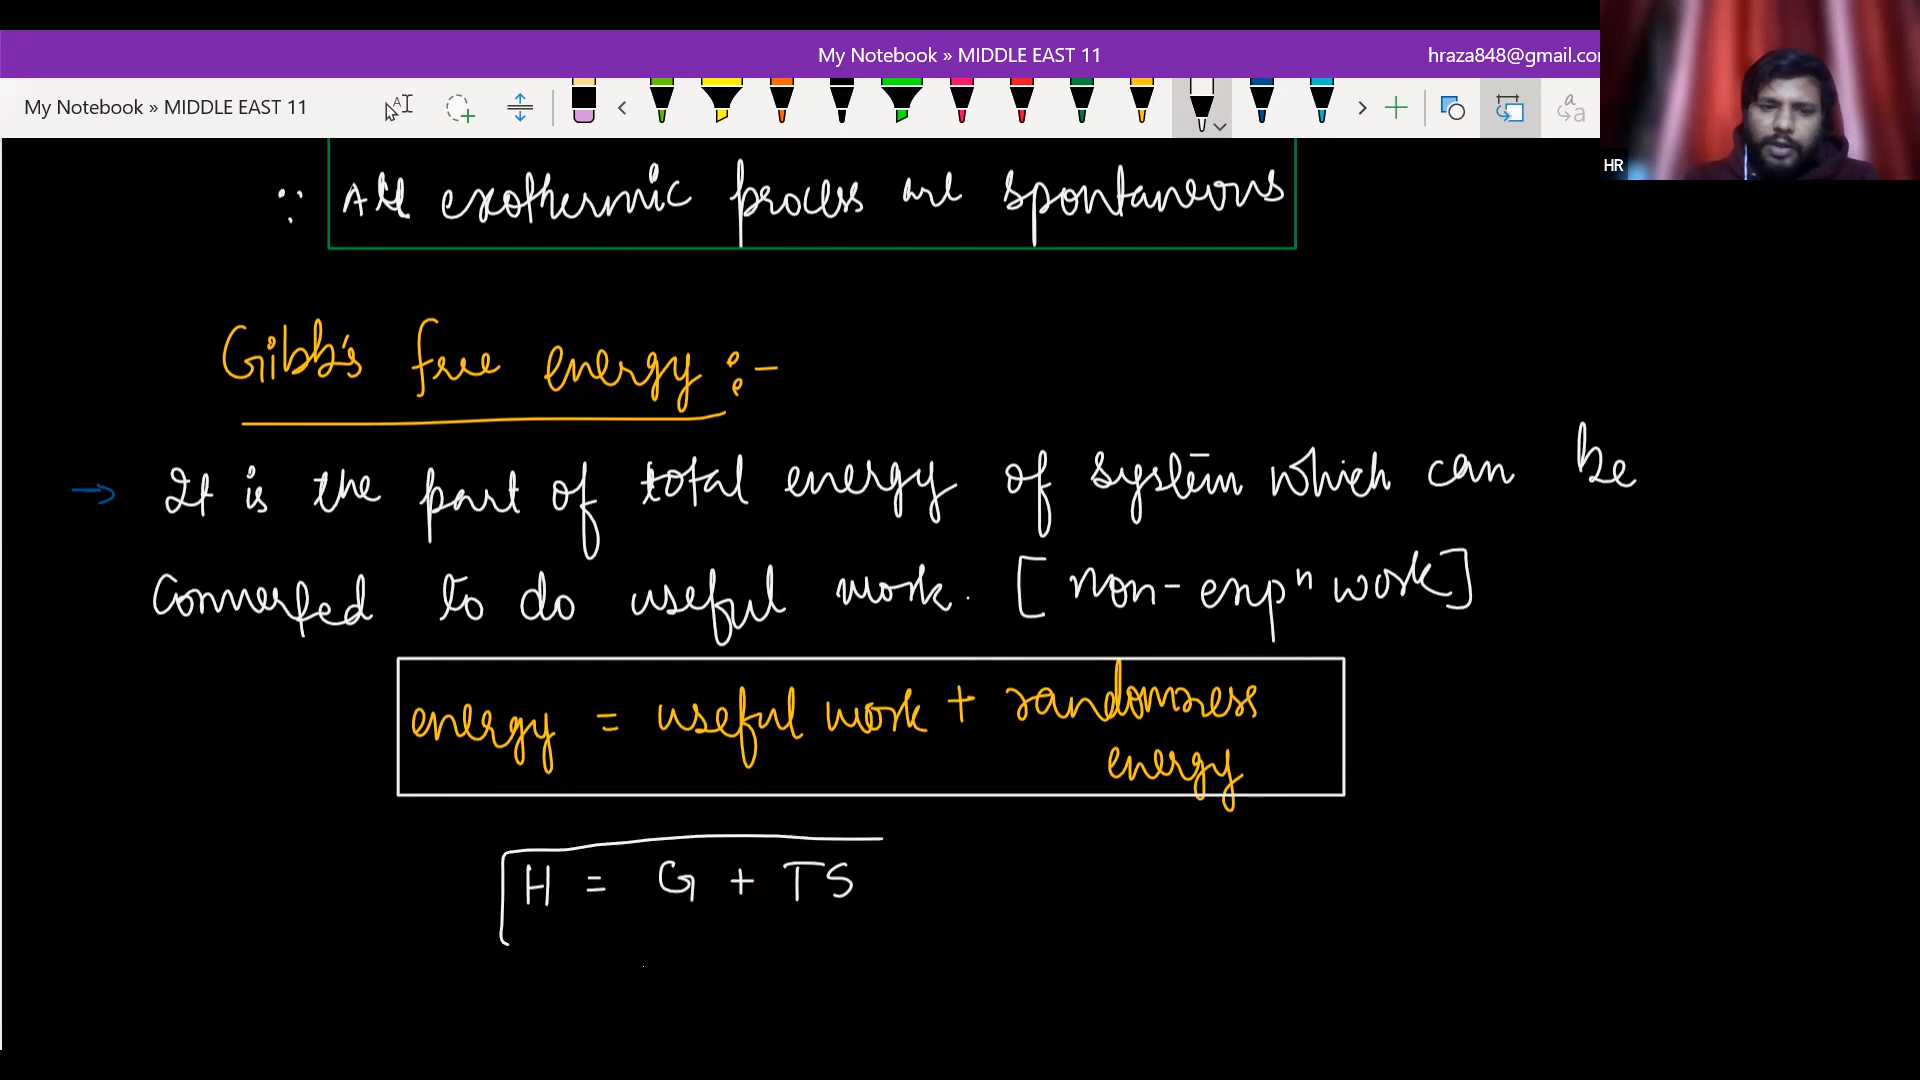 My Notebook » MIDDLE EAST 11
hraza848@gmail.co
My Notebook » MIDDLE EAST 11
HR
∵ All exothermic process are spontaneous
Gibb's free energy :-
→ It is the part of total energy of system which can be
converted to do useful work. [non-expⁿ work]
energy = useful work + randomness
energy
H = G + TS